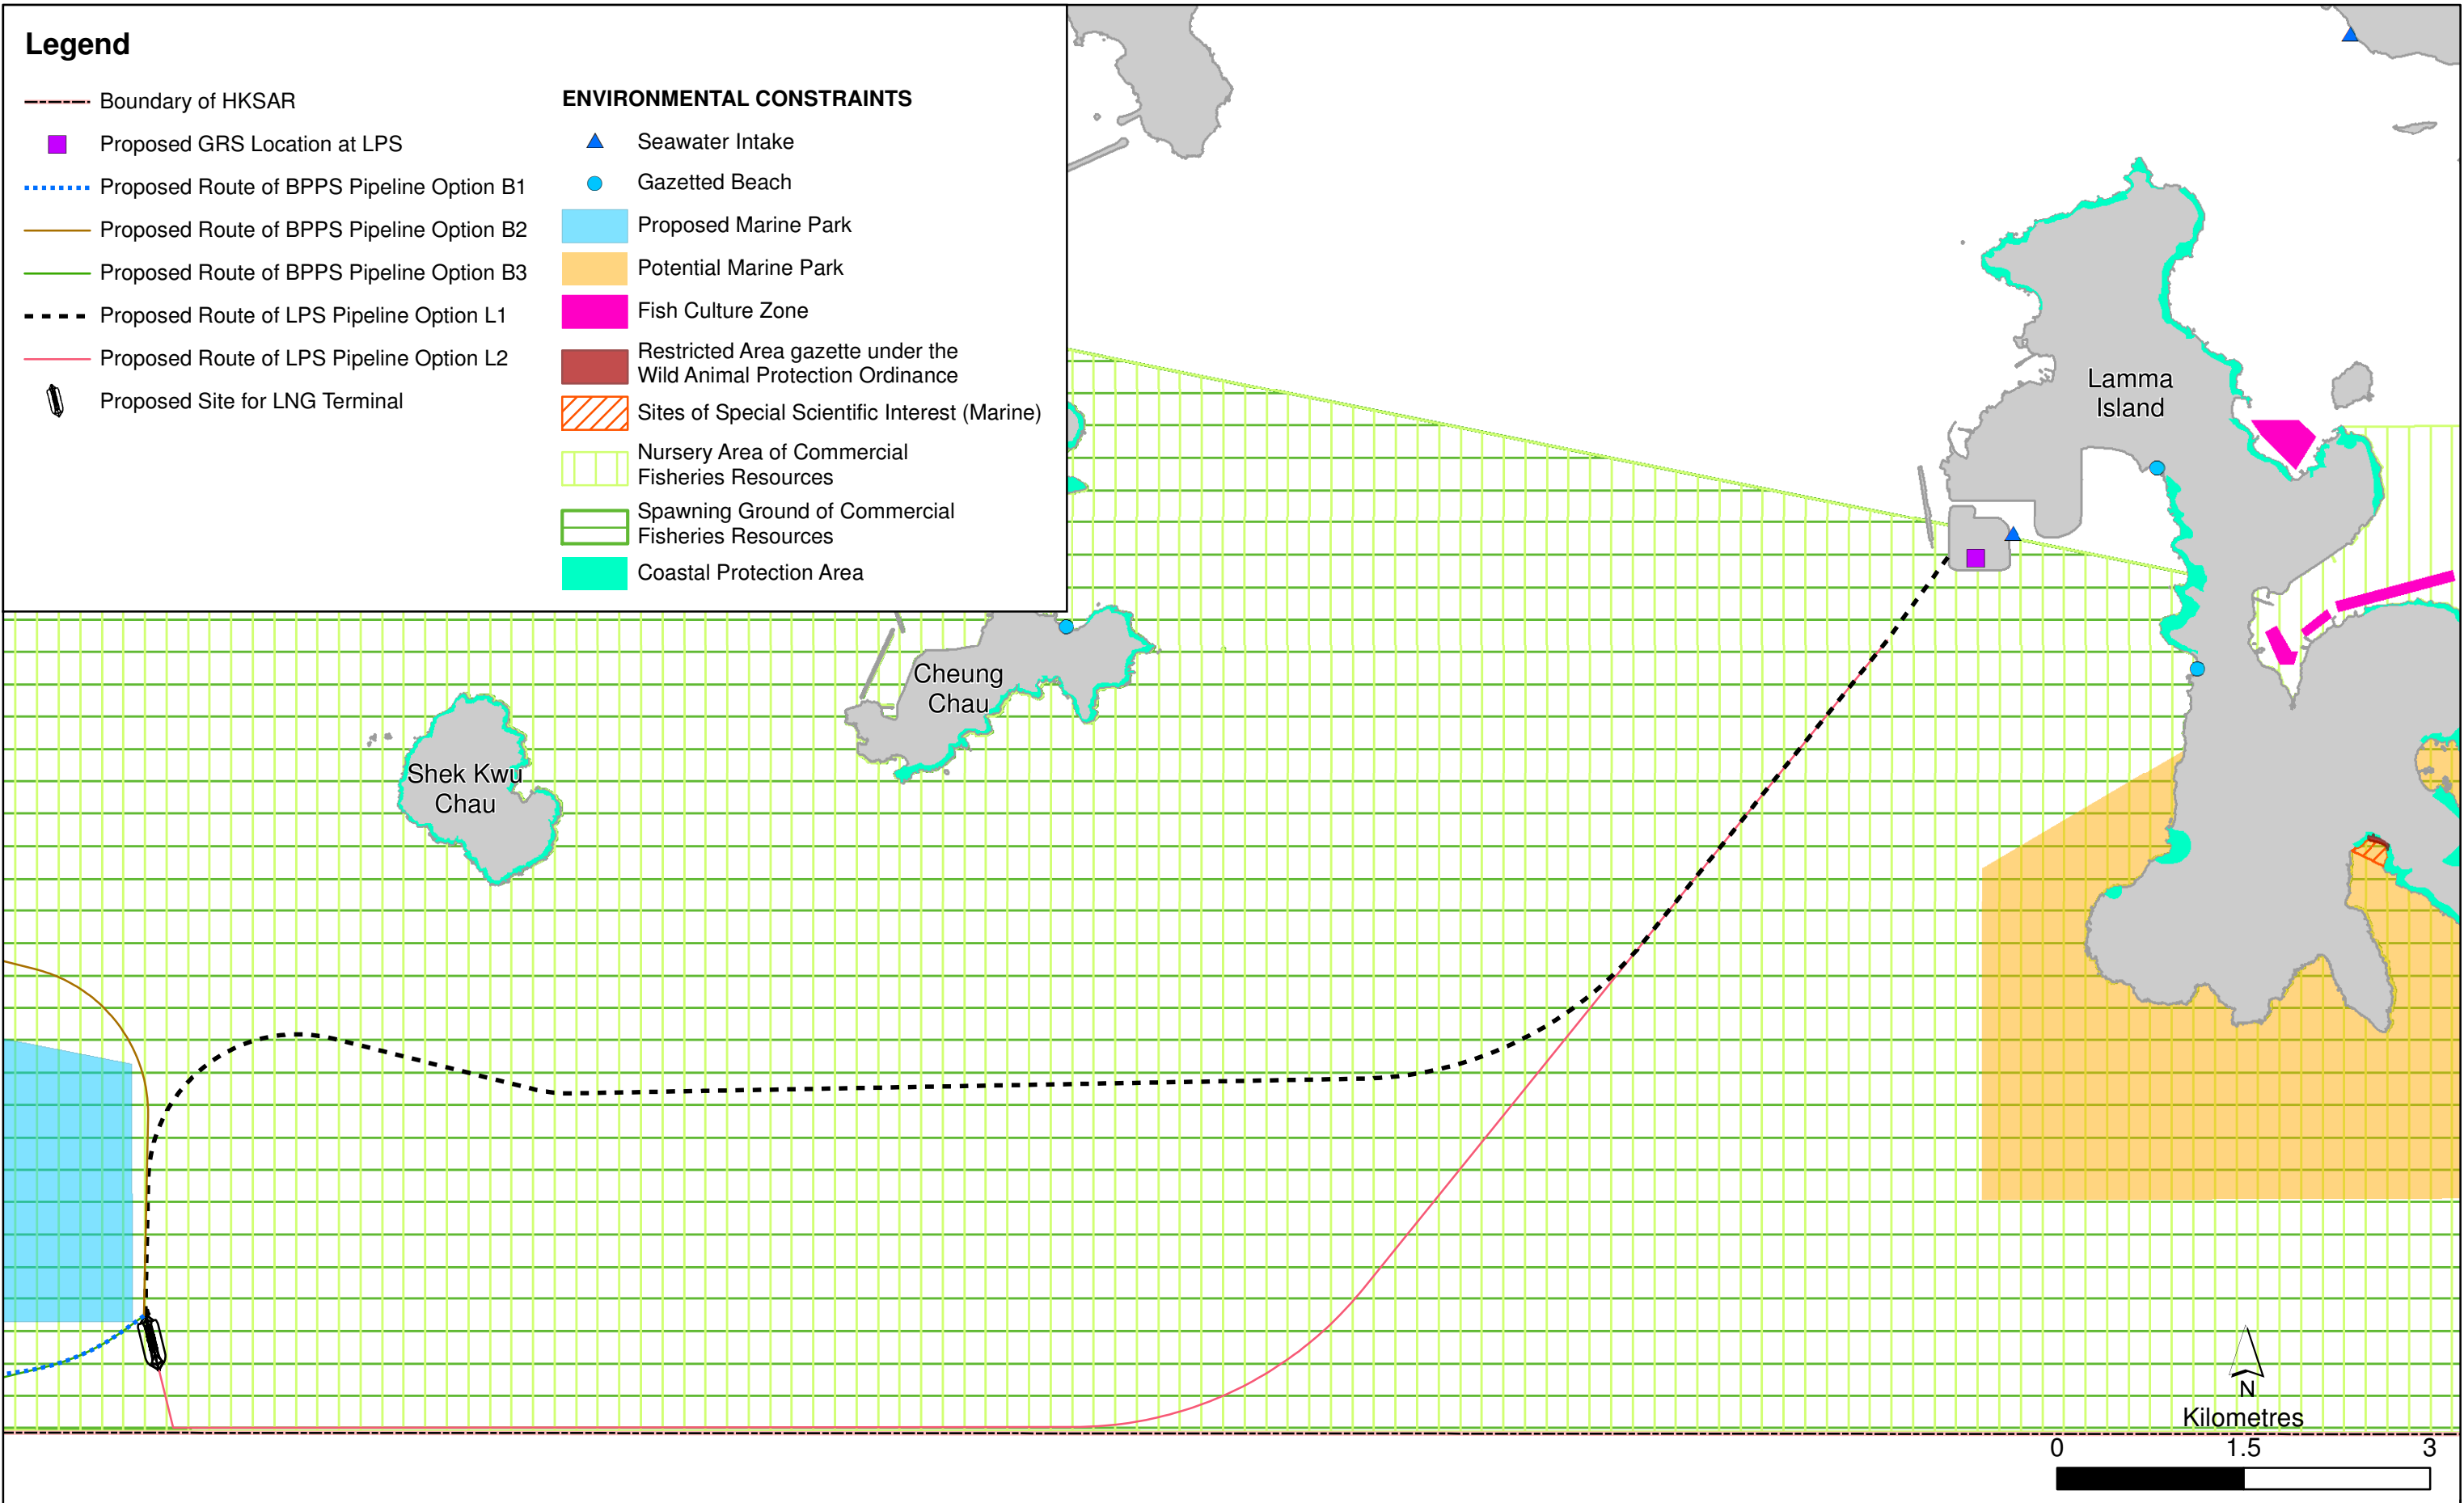 Legend
Boundary of HKSAR
Proposed GRS Location at LPS
Proposed Route of BPPS Pipeline Option B1
Proposed Route of BPPS Pipeline Option B2
Proposed Route of BPPS Pipeline Option B3
Proposed Route of LPS Pipeline Option L1
Proposed Route of LPS Pipeline Option L2
Proposed Site for LNG Terminal
ENVIRONMENTAL CONSTRAINTS
Seawater Intake
Gazetted Beach
Proposed Marine Park
Potential Marine Park
Fish Culture Zone
Restricted Area gazette under the
Wild Animal Protection Ordinance
Sites of Special Scientific Interest (Marine)
Nursery Area of Commercial
Fisheries Resources
Spawning Ground of Commercial
Fisheries Resources
Coastal Protection Area
Lamma
Island
Cheung
Chau
Shek Kwu
Chau
N
Kilometres
0 1.5 3